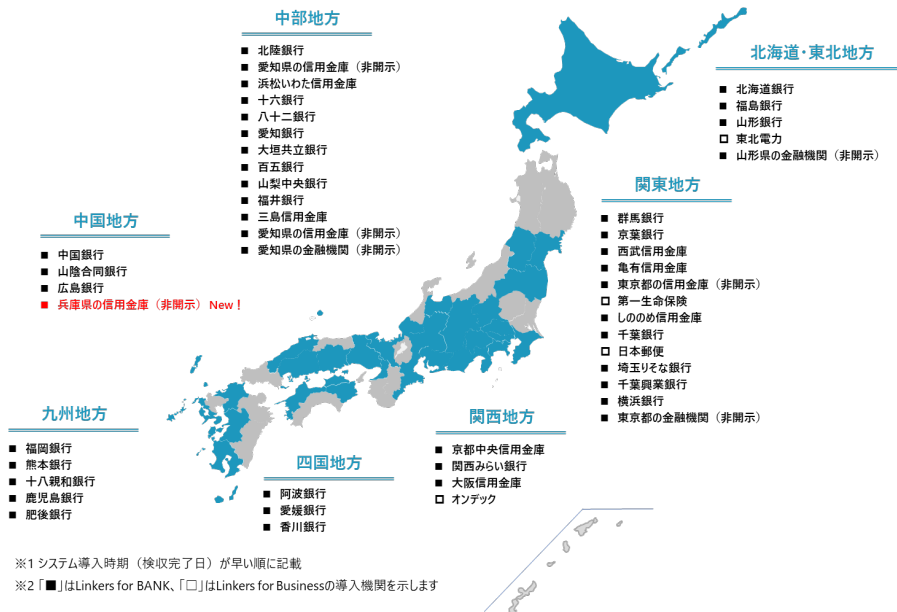 中部地方
■ 北陸銀行
■ 愛知県の信用金庫（非開示）
■ 浜松いわた信用金庫
■ 十六銀行
■ 八十二銀行
■ 愛知銀行
■ 大垣共立銀行
■ 百五銀行
■ 山梨中央銀行
■ 福井銀行
■ 三島信用金庫
■ 愛知県の信用金庫（非開示）
■ 愛知県の金融機関（非開示）
北海道・東北地方
■ 北海道銀行
■ 福島銀行
■ 山形銀行
□ 東北電力
■ 山形県の金融機関（非開示）
関東地方
■ 群馬銀行
■ 京葉銀行
■ 西武信用金庫
■ 亀有信用金庫
■ 東京都の信用金庫（非開示）
□ 第一生命保険
■ しののめ信用金庫
■ 千葉銀行
□ 日本郵便
■ 埼玉りそな銀行
■ 千葉興業銀行
■ 横浜銀行
■ 東京都の金融機関（非開示）
中国地方
■ 中国銀行
■ 山陰合同銀行
■ 広島銀行
■ 兵庫県の信用金庫（非開示）New！
九州地方
■ 福岡銀行
■ 熊本銀行
■ 十八親和銀行
■ 鹿児島銀行
■ 肥後銀行
四国地方
■ 阿波銀行
■ 愛媛銀行
■ 香川銀行
関西地方
■ 京都中央信用金庫
■ 関西みらい銀行
■ 大阪信用金庫
□ オンデック
※1 システム導入時期（検収完了日）が早い順に記載
※2 「■」はLinkers for BANK、「□」はLinkers for Businessの導入機関を示します